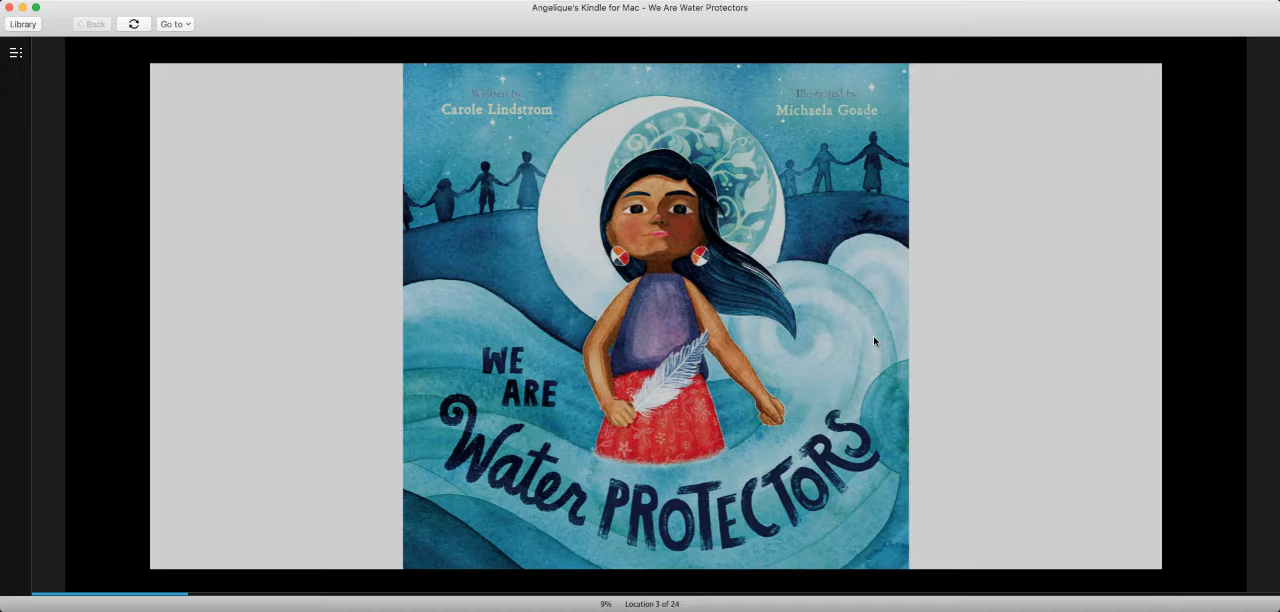 Angelique's Kindle for Mac - We Are Water Protectors
Library
< Back
Go to
Written by
Carole Lindstrom
Illustrated by
Michaela Goade
WE
ARE
Water PROTECTORS
9%
Location 3 of 24